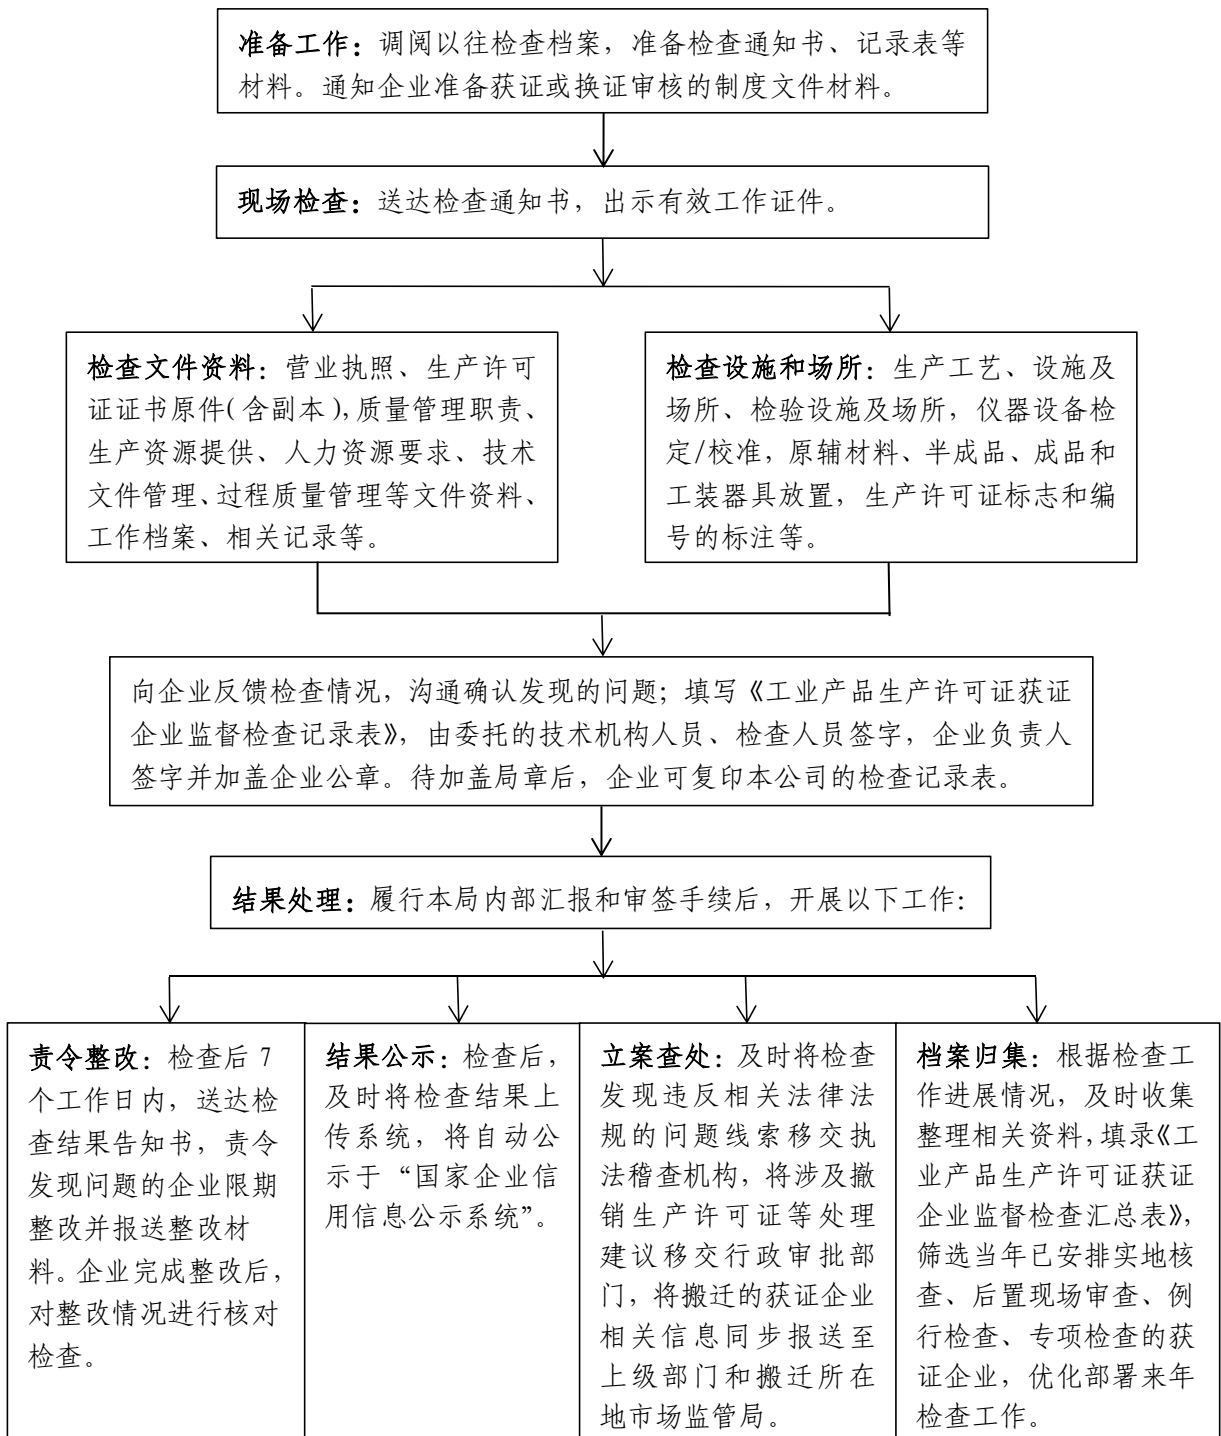 准备工作：调阅以往检查档案，准备检查通知书、记录表等
材料。通知企业准备获证或换证审核的制度文件材料。
现场检查：送达检查通知书，出示有效工作证件。
检查文件资料：营业执照、生产许可
证证书原件(含副本),质量管理职责、
生产资源提供、人力资源要求、技术
文件管理、过程质量管理等文件资料、
工作档案、相关记录等。
检查设施和场所：生产工艺、设施及
场所、检验设施及场所，仪器设备检
定/校准，原辅材料、半成品、成品和
工装器具放置，生产许可证标志和编
号的标注等。
向企业反馈检查情况，沟通确认发现的问题；填写《工业产品生产许可证获证
企业监督检查记录表》，由委托的技术机构人员、检查人员签字，企业负责人
签字并加盖企业公章。待加盖局章后，企业可复印本公司的检查记录表。
结果处理：履行本局内部汇报和审签手续后，开展以下工作：
责令整改：检查后 7
个工作日内，送达检
查结果告知书，责令
发现问题的企业限期
整改并报送整改材
料。企业完成整改后，
对整改情况进行核对
检查。
结果公示：检查后，
及时将检查结果上
传系统，将自动公
示于“国家企业信
用信息公示系统”。
立案查处：及时将检查
发现违反相关法律法
规的问题线索移交执
法稽查机构，将涉及撤
销生产许可证等处理
建议移交行政审批部
门，将搬迁的获证企业
相关信息同步报送至
上级部门和搬迁所在
地市场监管局。
档案归集：根据检查工
作进展情况，及时收集
整理相关资料，填录《工
业产品生产许可证获证
企业监督检查汇总表》，
筛选当年已安排实地核
查、后置现场审查、例
行检查、专项检查的获
证企业，优化部署来年
检查工作。